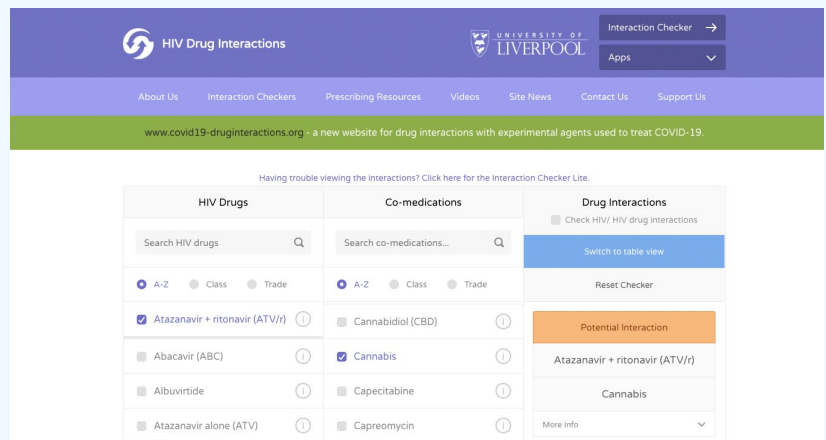 HIV Drug Interactions
UNIVERSITY OF
LIVERPOOL
Interaction Checker
Apps
About Us Interaction Checkers Prescribing Resources Videos Site News Contact Us Support Us
www.covid19-druginteractions.org - a new website for drug interactions with experimental agents used to treat COVID-19.
Having trouble viewing the interactions? Click here for the Interaction Checker Lite.
HIV Drugs
Search HIV drugs
A-Z Class Trade
Atazanavir + ritonavir (ATV/r)
Abacavir (ABC)
Albuvirtide
Atazanavir alone (ATV)
Co-medications
Search co-medications...
A-Z Class Trade
Cannabidiol (CBD)
Cannabis
Capecitabine
Capreomycin
Drug Interactions
Check HIV/ HIV drug interactions
Switch to table view
Reset Checker
Potential Interaction
Atazanavir + ritonavir (ATV/r)
Cannabis
More Info